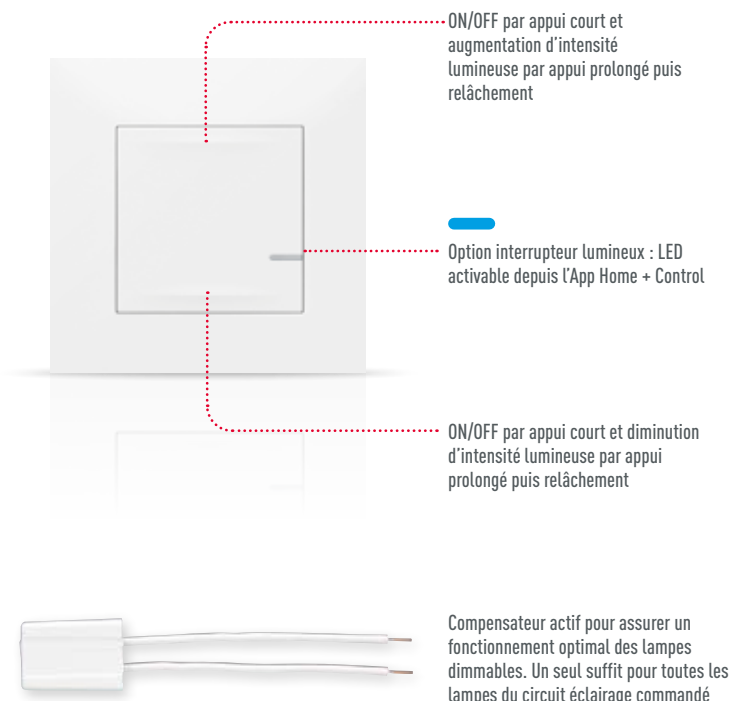 ON/OFF par appui court et
augmentation d'intensité
lumineuse par appui prolongé puis
relâchement
Option interrupteur lumineux : LED
activable depuis l'App Home + Control
ON/OFF par appui court et diminution
d'intensité lumineuse par appui
prolongé puis relâchement
Compensateur actif pour assurer un
fonctionnement optimal des lampes
dimmables. Un seul suffit pour toutes les
lampes du circuit éclairage commandé